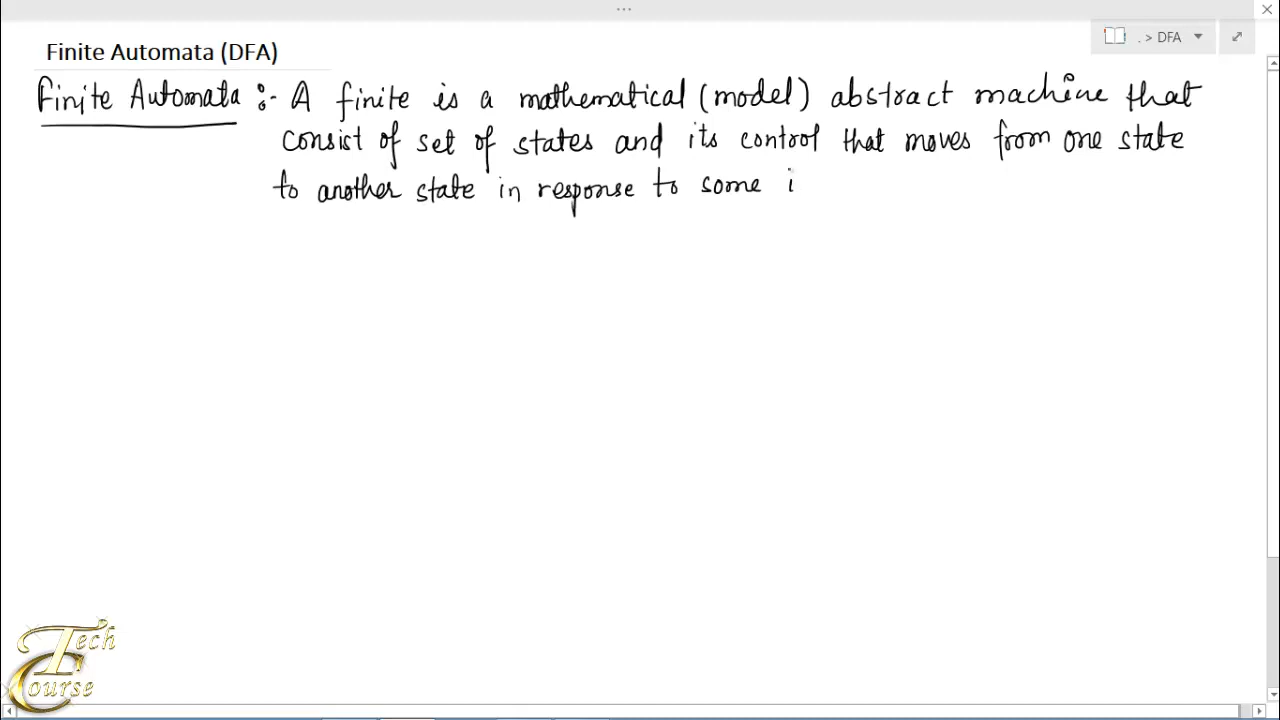 ... 
. > DFA
Finite Automata (DFA)
Finite Automata :- A finite is a mathematical (model) abstract machine that
consist of set of states and its control that moves from one state
to another state in response to some i
Tech
Course